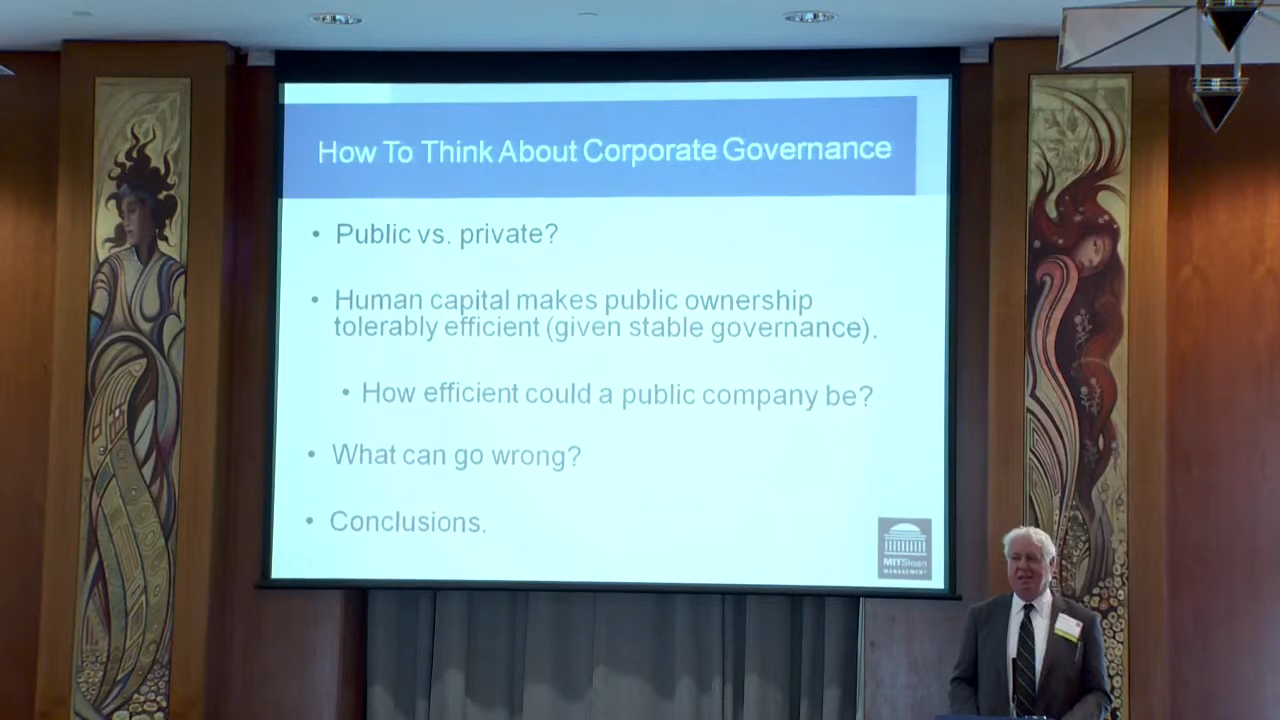 How To Think About Corporate Governance
• Public vs. private?
• Human capital makes public ownership
tolerably efficient (given stable governance).
• How efficient could a public company be?
• What can go wrong?
• Conclusions.
MITSloan
MANAGEMENT